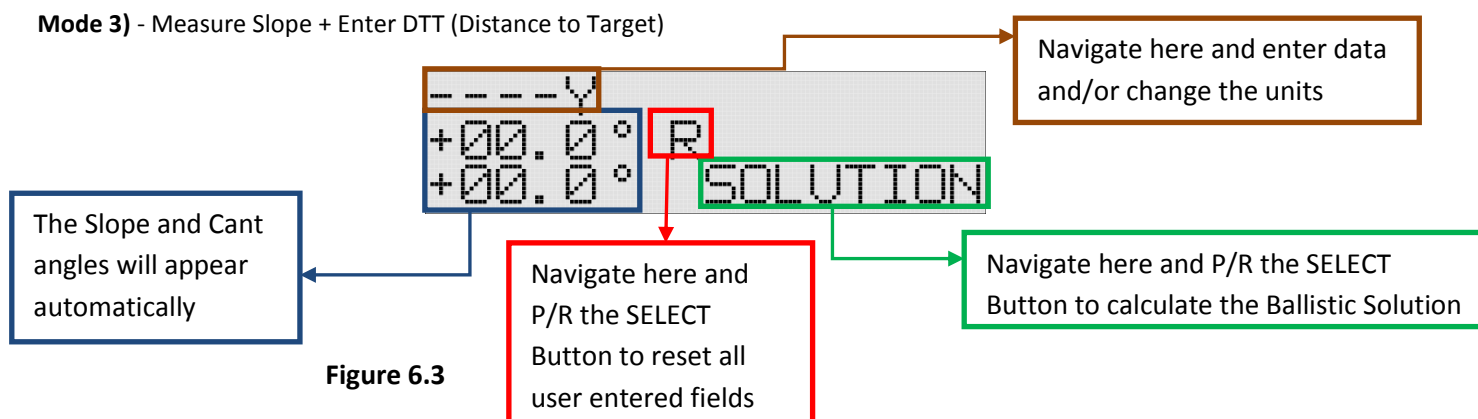 Mode 3) - Measure Slope + Enter DTT (Distance to Target)
Navigate here and enter data
and/or change the units
----Y
+00.0° R
+00.0° SOLUTION
The Slope and Cant
angles will appear
automatically
Navigate here and
P/R the SELECT
Button to reset all
user entered fields
Navigate here and P/R the SELECT
Button to calculate the Ballistic Solution
Figure 6.3